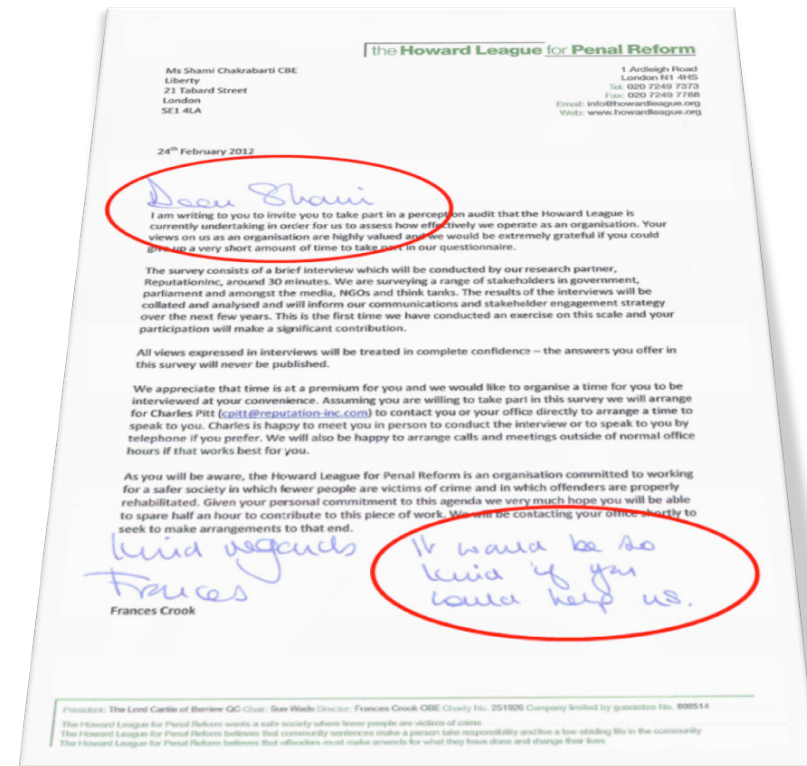 the Howard League for Penal Reform
Ms Shami Chakrabarti CBE
Liberty
21 Tabard Street
London
SE1 4LA
1 Ardleigh Road
London N1 4HS
Tel: 020 7249 7373
Fax: 020 7249 7788
Email: info@howardleague.org
Web: www.howardleague.org
24th February 2012
Dear Shami
I am writing to you to invite you to take part in a perception audit that the Howard League is
currently undertaking in order for us to assess how effectively we operate as an organisation. Your
views on us as an organisation are highly valued and we would be extremely grateful if you could
give up a very short amount of time to take part in our questionnaire.
The survey consists of a brief interview which will be conducted by our research partner,
Reputationinc, around 30 minutes. We are surveying a range of stakeholders in government,
parliament and amongst the media, NGOs and think tanks. The results of the interviews will be
collated and analysed and will inform our communications and stakeholder engagement strategy
over the next few years. This is the first time we have conducted an exercise on this scale and your
participation will make a significant contribution.
All views expressed in interviews will be treated in complete confidence – the answers you offer in
this survey will never be published.
We appreciate that time is at a premium for you and we would like to organise a time for you to be
interviewed at your convenience. Assuming you are willing to take part in this survey we will arrange
for Charles Pitt (cpitt@reputation-inc.com) to contact you or your office directly to arrange a time to
speak to you. Charles is happy to meet you in person to conduct the interview or to speak to you by
telephone if you prefer. We will also be happy to arrange calls and meetings outside of normal office
hours if that works best for you.
As you will be aware, the Howard League for Penal Reform is an organisation committed to working
for a safer society in which fewer people are victims of crime and in which offenders are properly
rehabilitated. Given your personal commitment to this agenda we very much hope you will be able
to spare half an hour to contribute to this piece of work. We will be contacting your office shortly to
seek to make arrangements to that end.
kind regards
Frances
It would be so
kind if you
could help us.
Frances Crook
President: The Lord Carlile of Berriew QC Chair: Sue Wade Director: Frances Crook OBE Charity No. 251926 Company limited by guarantee No. 898514
The Howard League for Penal Reform wants a safe society where fewer people are victims of crime
The Howard League for Penal Reform believes that community sentences make a person take responsibility and live a law abiding life in the community
The Howard League for Penal Reform believes that offenders must make amends for what they have done and change their lives